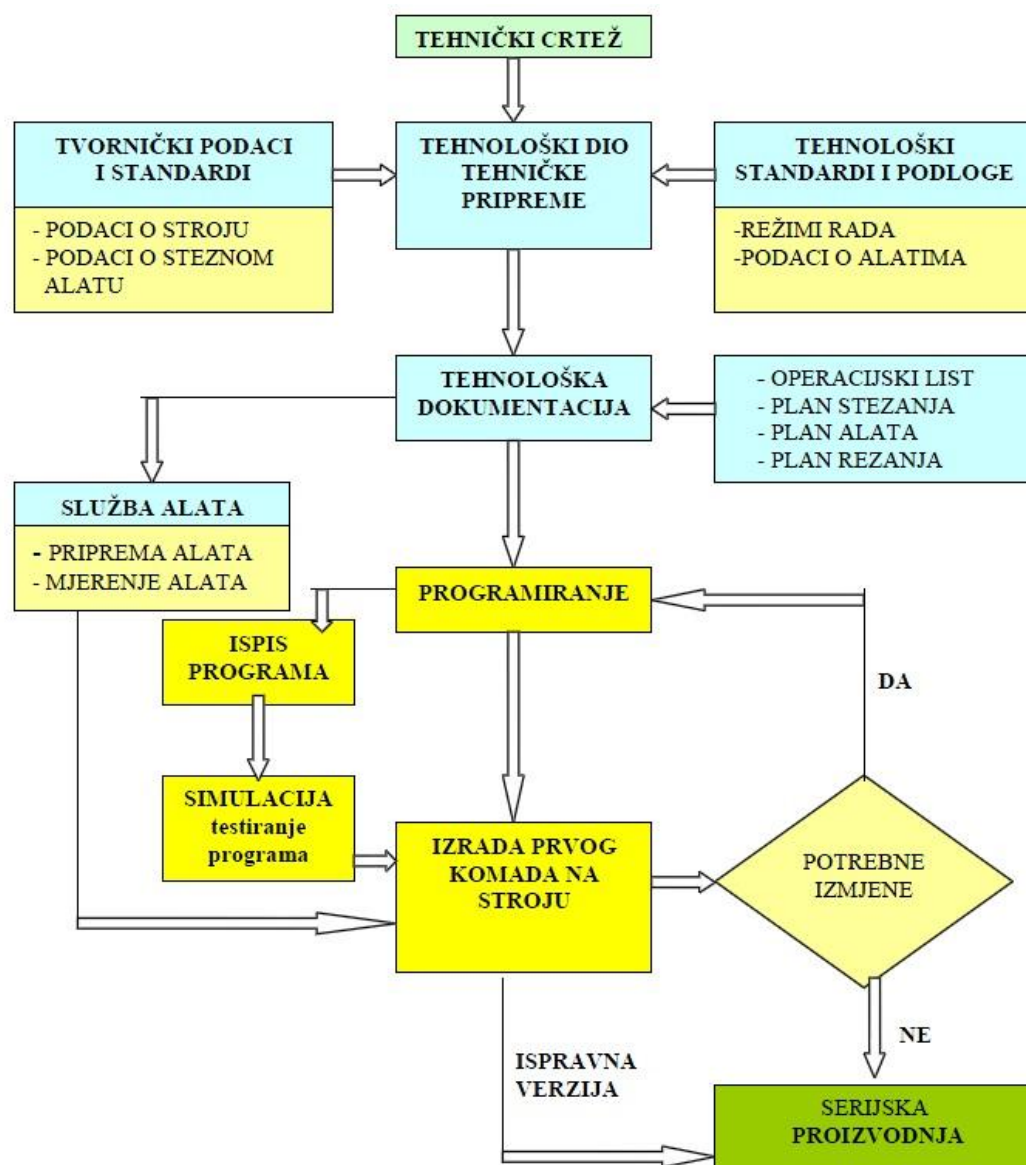 TEHNIČKI CRTEŽ
TVORNIČKI PODACI
I STANDARDI
- PODACI O STROJU
- PODACI O STEZNOM
ALATU
TEHNOLOŠKI DIO
TEHNIČKE
PRIPREME
TEHNOLOŠKI
STANDARDI I PODLOGE
-REŽIMI RADA
-PODACI O ALATIMA
TEHNOLOŠKA
DOKUMENTACIJA
- OPERACIJSKI LIST
- PLAN STEZANJA
- PLAN ALATA
- PLAN REZANJA
SLUŽBA ALATA
- PRIPREMA ALATA
- MJERENJE ALATA
PROGRAMIRANJE
ISPIS
PROGRAMA
DA
SIMULACIJA
testiranje
programa
IZRADA PRVOG
KOMADA NA
STROJU
POTREBNE
IZMJENE
NE
ISPRAVNA
VERZIJA
SERIJSKA
PROIZVODNJA